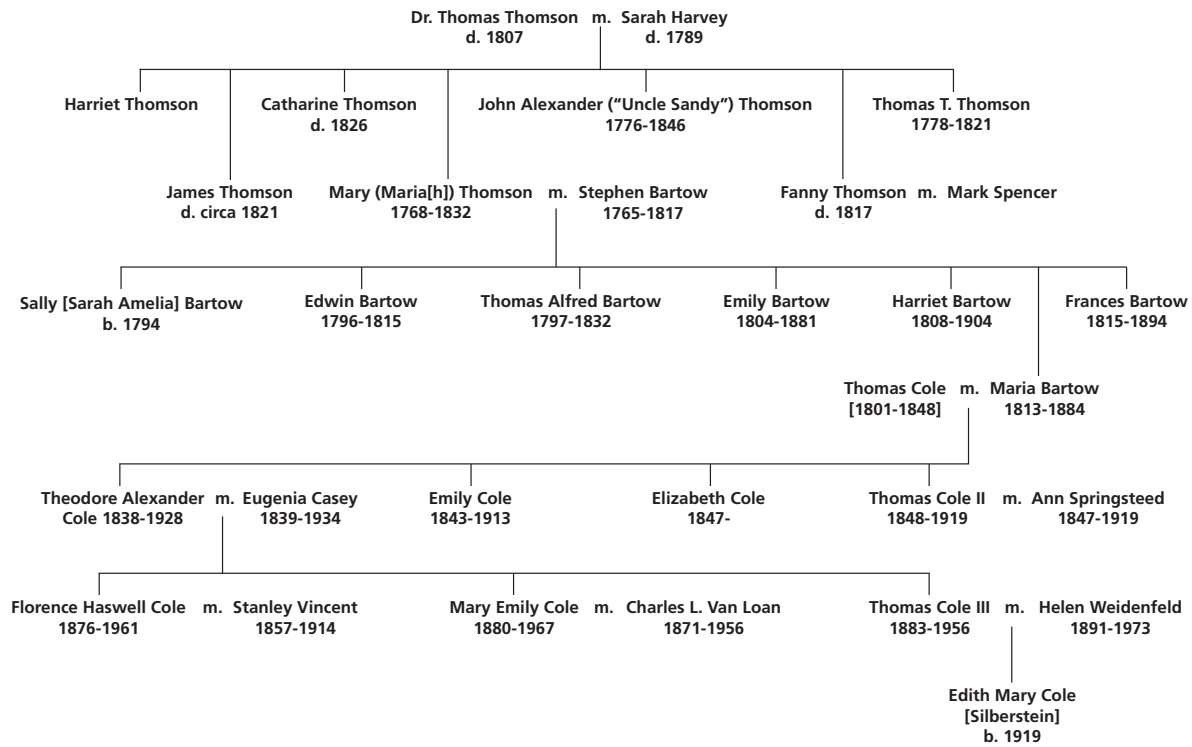 Dr. Thomas Thomson m. Sarah Harvey
d. 1807 d. 1789
Harriet Thomson Catharine Thomson John Alexander (“Uncle Sandy”) Thomson Thomas T. Thomson
d. 1826 1776-1846 1778-1821
James Thomson Mary (Maria[h]) Thomson m. Stephen Bartow Fanny Thomson m. Mark Spencer
d. circa 1821 1768-1832 1765-1817 d. 1817
Sally [Sarah Amelia] Bartow Edwin Bartow Thomas Alfred Bartow Emily Bartow Harriet Bartow Frances Bartow
b. 1794 1796-1815 1797-1832 1804-1881 1808-1904 1815-1894
Thomas Cole m. Maria Bartow
[1801-1848] 1813-1884
Theodore Alexander m. Eugenia Casey Emily Cole Elizabeth Cole Thomas Cole II m. Ann Springsteed
Cole 1838-1928 1839-1934 1843-1913 1847- 1848-1919 1847-1919
Florence Haswell Cole m. Stanley Vincent Mary Emily Cole m. Charles L. Van Loan Thomas Cole III m. Helen Weidenfeld
1876-1961 1857-1914 1880-1967 1871-1956 1883-1956 1891-1973
Edith Mary Cole
[Silberstein]
b. 1919